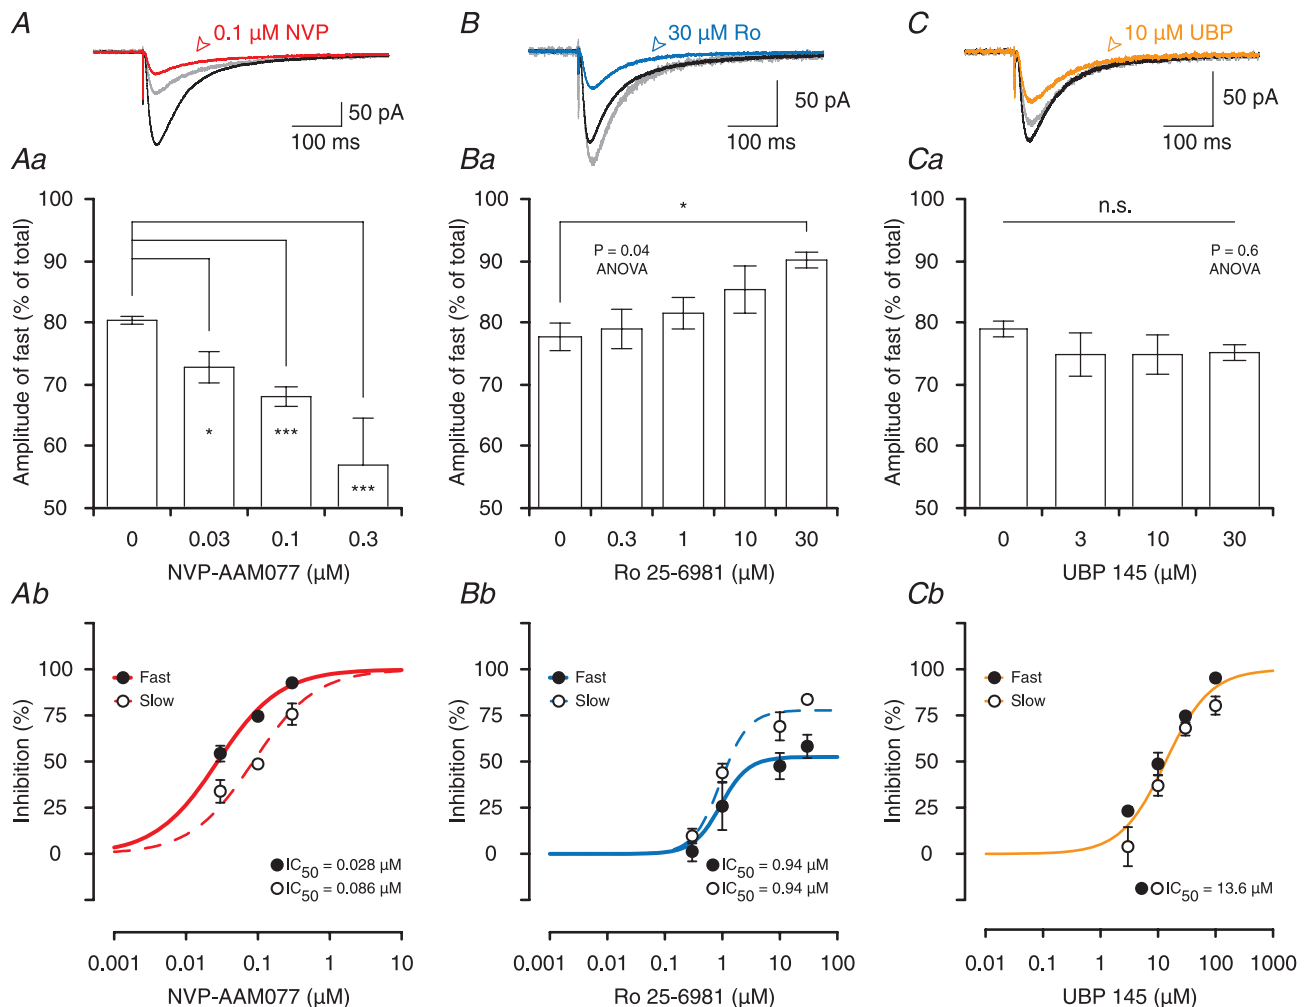 A
0.1 μM NVP
50 pA
100 ms
B
30 μM Ro
50 pA
100 ms
C
10 μM UBP
50 pA
100 ms
Aa
Amplitude of fast (% of total)
100
90
80
70
60
50
*
***
***
0 0.03 0.1 0.3
NVP-AAM077 (μM)
Ba
Amplitude of fast (% of total)
100
90
80
70
60
50
*
P = 0.04
ANOVA
0 0.3 1 10 30
Ro 25-6981 (μM)
Ca
Amplitude of fast (% of total)
100
90
80
70
60
50
n.s.
P = 0.6
ANOVA
0 3 10 30
UBP 145 (μM)
Ab
Inhibition (%)
100
75
50
25
0
Fast
Slow
IC50 = 0.028 μM
IC50 = 0.086 μM
0.001 0.01 0.1 1 10
NVP-AAM077 (μM)
Bb
Inhibition (%)
100
75
50
25
0
Fast
Slow
IC50 = 0.94 μM
IC50 = 0.94 μM
0.001 0.01 0.1 1 10 100
Ro 25-6981 (μM)
Cb
Inhibition (%)
100
75
50
25
0
Fast
Slow
IC50 = 13.6 μM
0.01 0.1 1 10 100 1000
UBP 145 (μM)